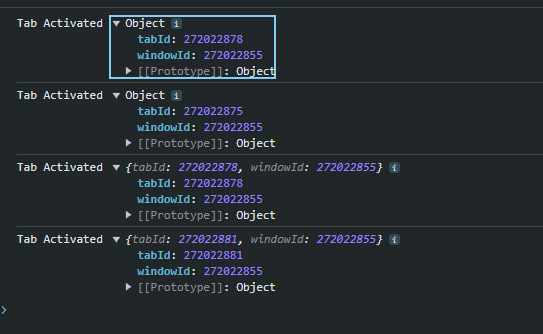 Tab Activated ▼ Object i
tabId: 272022878
windowId: 272022855
▶ [[Prototype]]: Object
Tab Activated ▼ Object i
tabId: 272022875
windowId: 272022855
▶ [[Prototype]]: Object
Tab Activated ▼ {tabId: 272022878, windowId: 272022855} i
tabId: 272022878
windowId: 272022855
▶ [[Prototype]]: Object
Tab Activated ▼ {tabId: 272022881, windowId: 272022855} i
tabId: 272022881
windowId: 272022855
▶ [[Prototype]]: Object
>